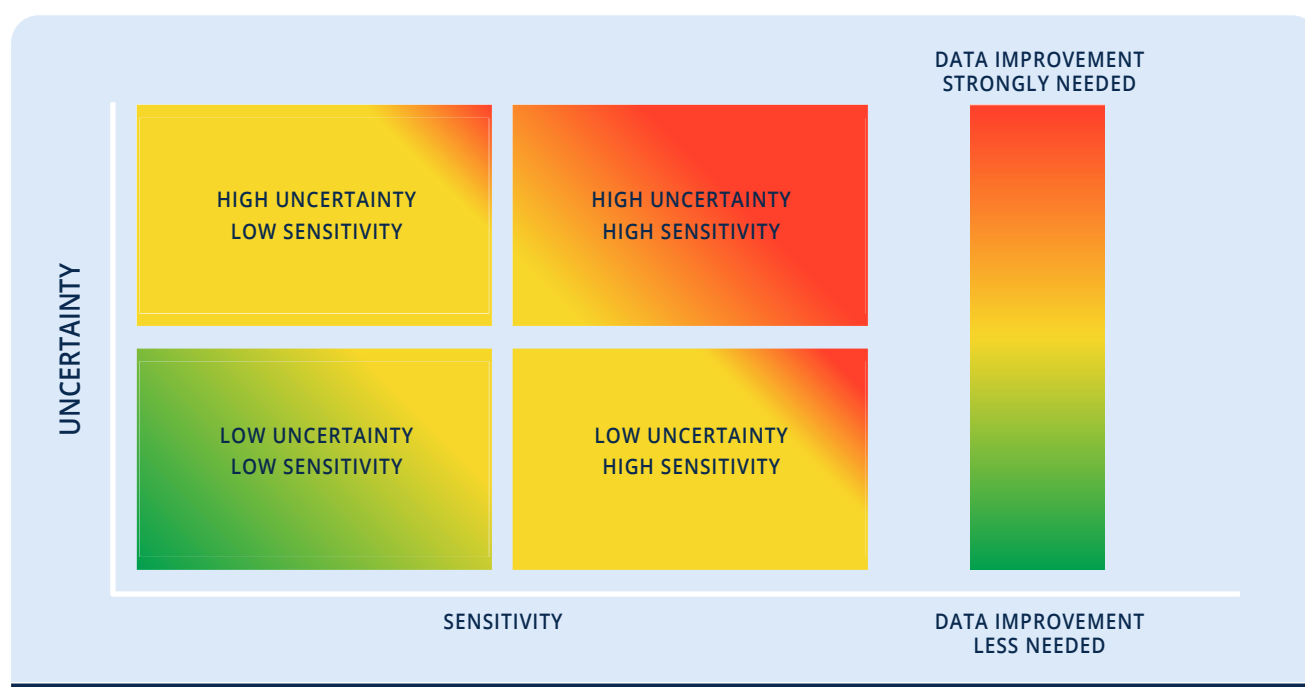 DATA IMPROVEMENT
STRONGLY NEEDED
HIGH UNCERTAINTY
LOW SENSITIVITY
HIGH UNCERTAINTY
HIGH SENSITIVITY
UNCERTAINTY
LOW UNCERTAINTY
LOW SENSITIVITY
LOW UNCERTAINTY
HIGH SENSITIVITY
SENSITIVITY
DATA IMPROVEMENT
LESS NEEDED